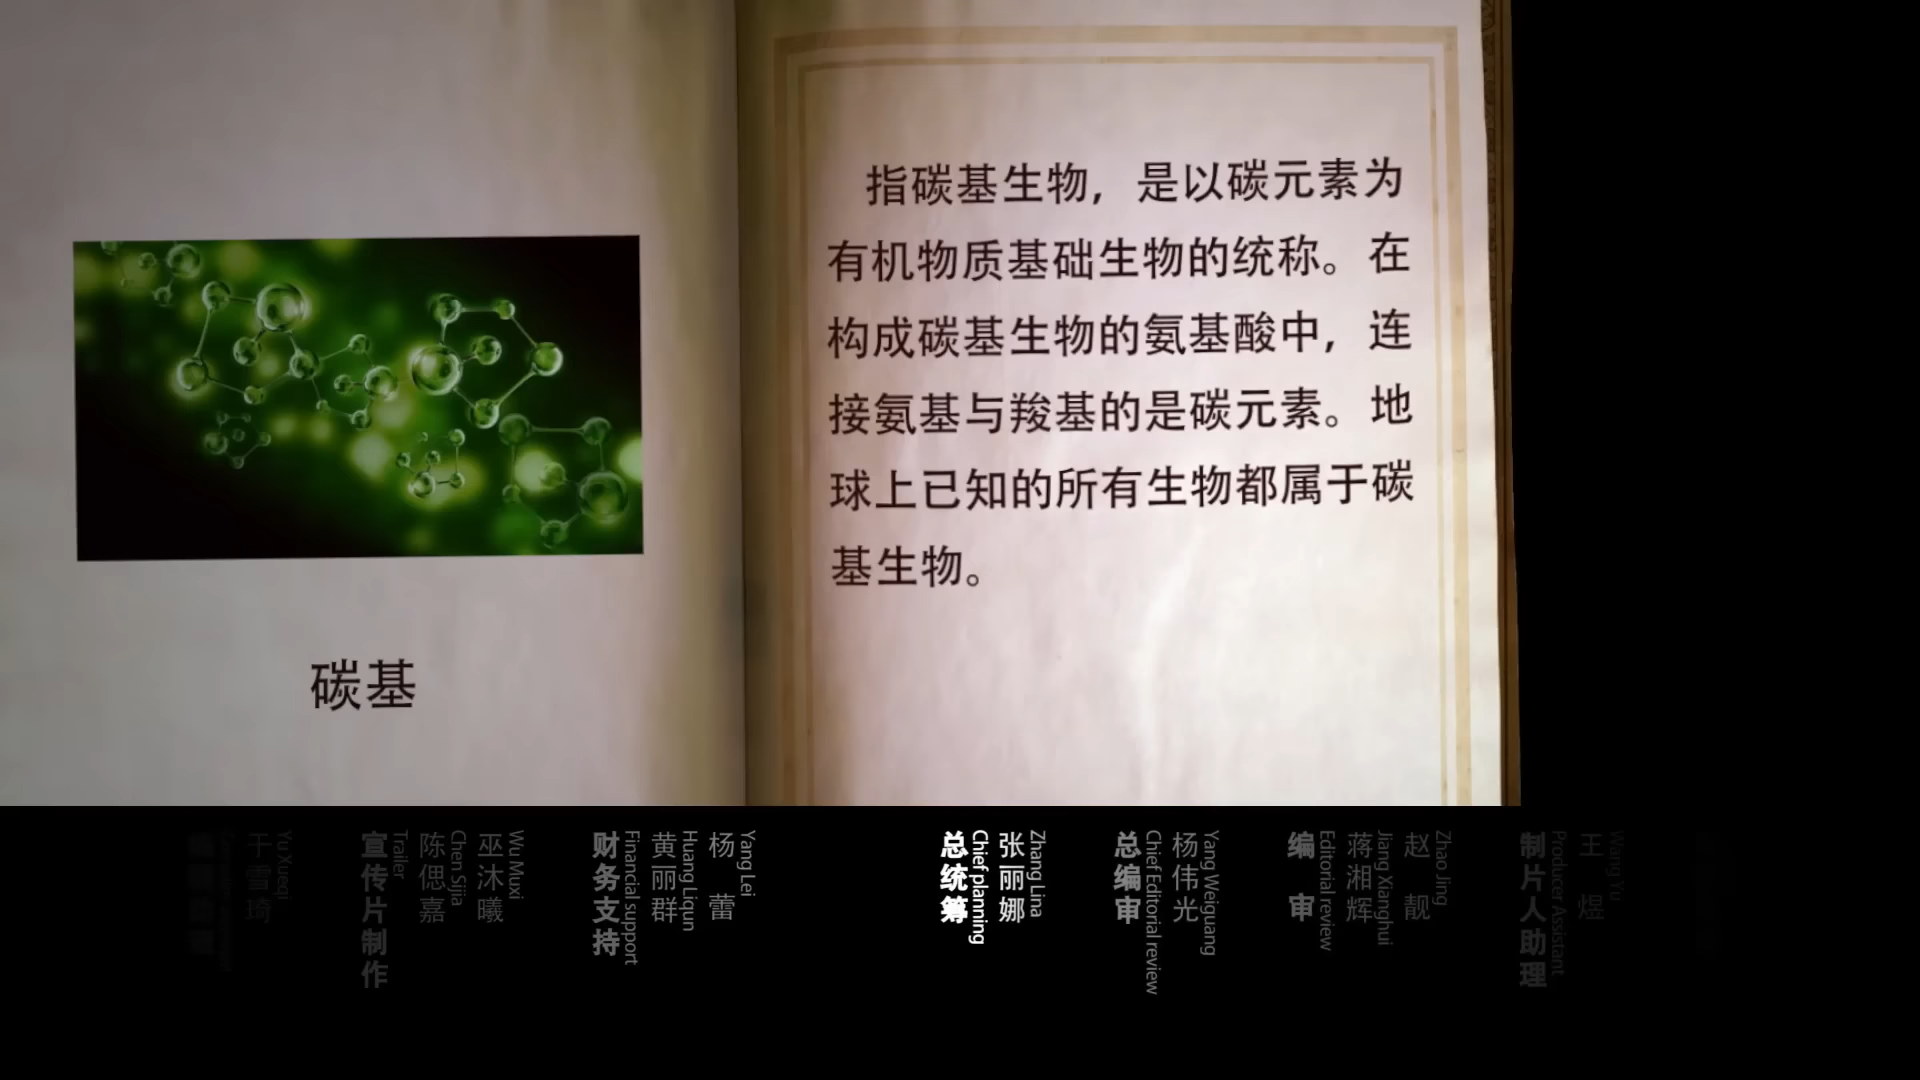 指碳基生物，是以碳元素为
有机物质基础生物的统称。在
构成碳基生物的氨基酸中，连
接氨基与羧基的是碳元素。地
球上已知的所有生物都属于碳
基生物。
碳基
于雪琦
Yu Xueqi
宣传片制作
Trailer
陈偲嘉
Chen Sijia
巫沐曦
Wu Muxi
财务支持
Financial support
黄丽群
Huang Liqun
杨 蕾
Yang Lei
总统筹
Chief planning
张丽娜
Zhang Lina
总编审
Chief Editorial review
杨伟光
Yang Weiguang
编 审
Editorial review
蒋湘辉
Jiang Xianghui
赵 靓
Zhao Jing
制片人助理
Producer Assistant
王 煜
Wang Yu